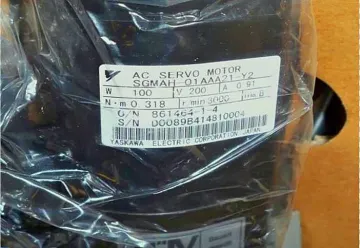 AC SERVO MOTOR
SGMAH-01AAA21-Y2
W 100 V 200 A 0.91
N·m 0.318 r/min 3000 ins. B
O/N 861464-1-4
S/N D0089B414810004
YASKAWA ELECTRIC CORPORATION JAPAN